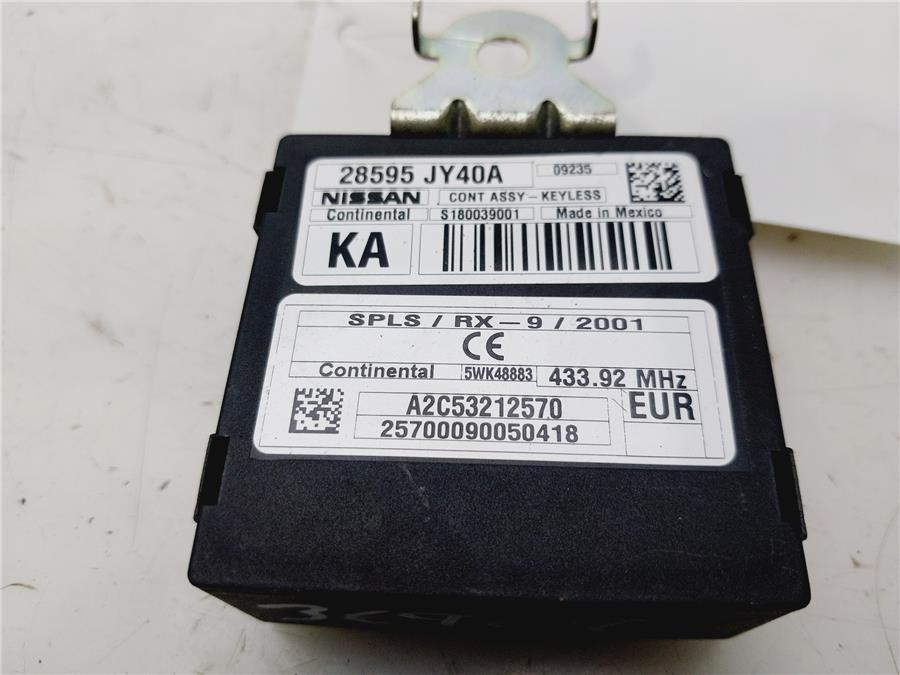 28595 JY40A 09235
NISSAN CONT ASSY-KEYLESS
Continental S180039001 Made in Mexico
KA
SPLS / RX-9 / 2001
CE
Continental 5WK48883 433.92 MHz
A2C53212570 EUR
25700090050418